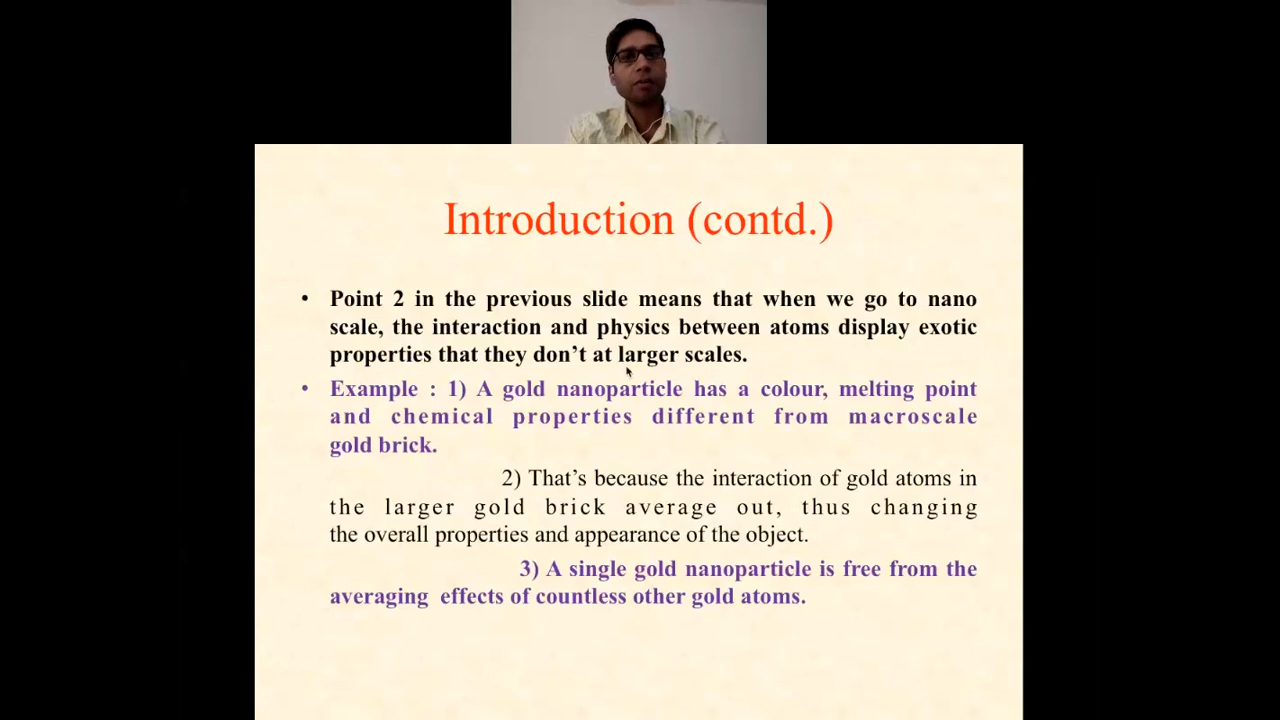 Introduction (contd.)
• Point 2 in the previous slide means that when we go to nano
scale, the interaction and physics between atoms display exotic
properties that they don’t at larger scales.
• Example : 1) A gold nanoparticle has a colour, melting point
and chemical properties different from macroscale
gold brick.
2) That’s because the interaction of gold atoms in
the larger gold brick average out, thus changing
the overall properties and appearance of the object.
3) A single gold nanoparticle is free from the
averaging effects of countless other gold atoms.